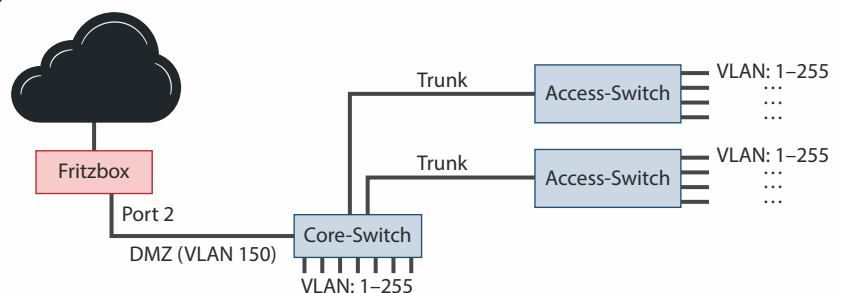 Trunk
Access-Switch
VLAN: 1–255
...
...
...
Trunk
Access-Switch
VLAN: 1–255
...
...
...
Fritzbox
Port 2
DMZ (VLAN 150)
Core-Switch
VLAN: 1–255